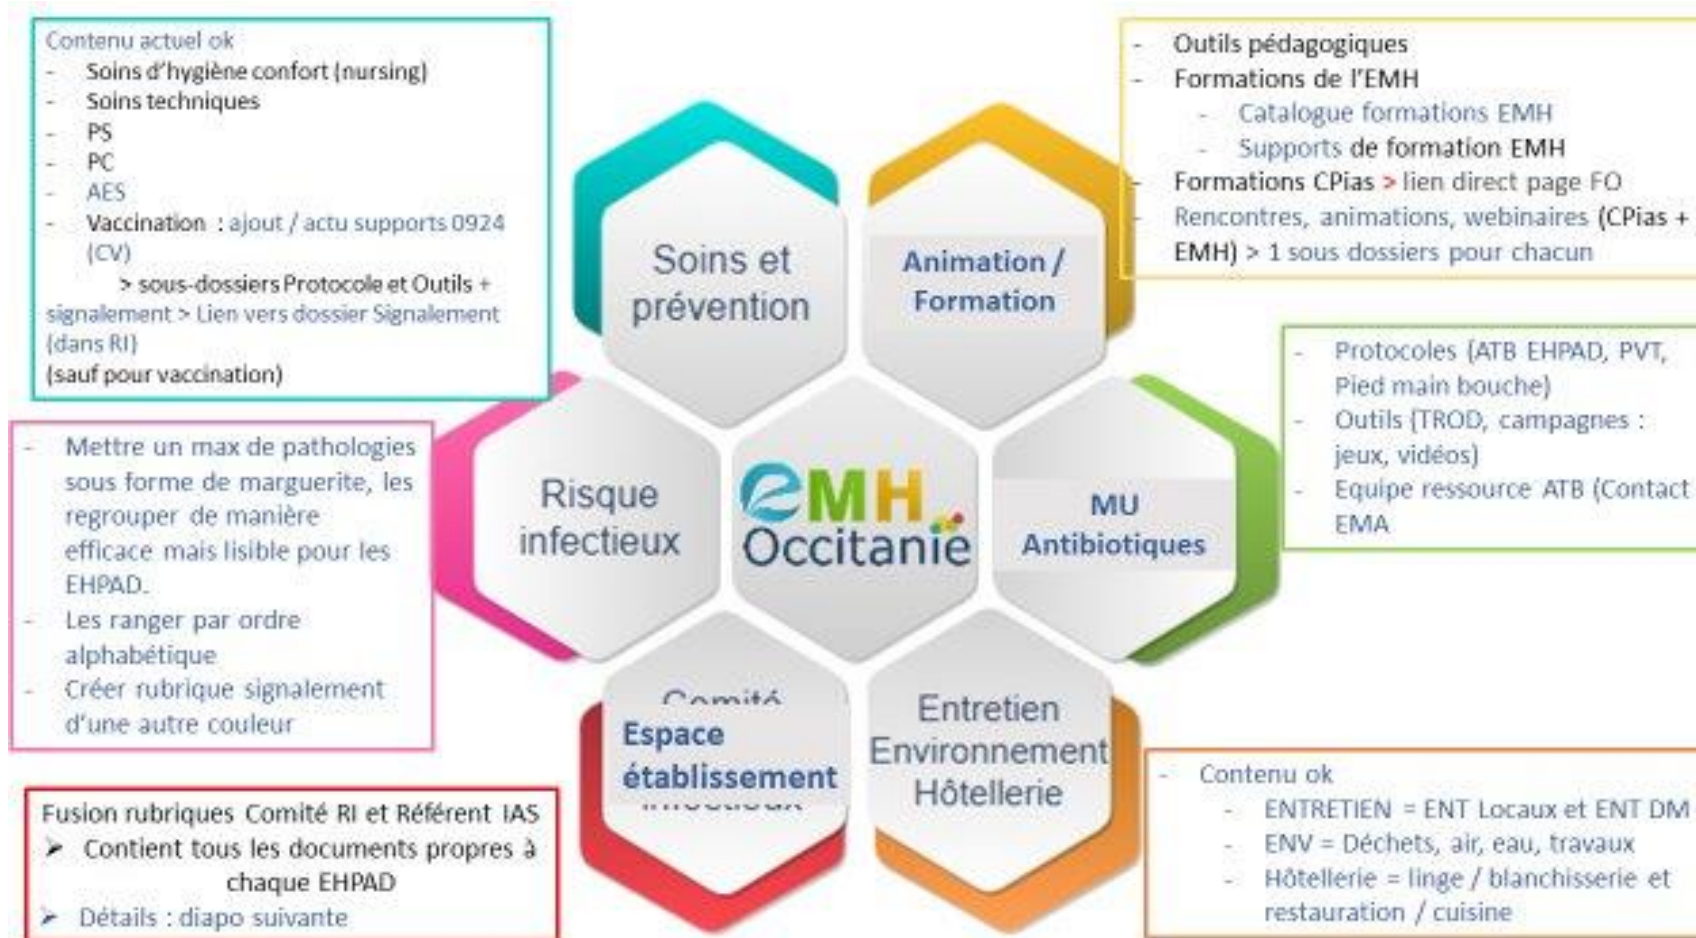 Contenu actuel ok
- Soins d'hygiène confort (nursing)
- Soins techniques
- PS
- PC
- AES
- Vaccination : ajout / actu supports 0924
(CV)
> sous-dossiers Protocole et Outils +
signalement > Lien vers dossier Signalement
(dans RI)
(sauf pour vaccination)
- Outils pédagogiques
- Formations de l'EMH
- Catalogue formations EMH
- Supports de formation EMH
- Formations CPias > lien direct page FO
- Rencontres, animations, webinaires (CPias +
EMH) > 1 sous dossiers pour chacun
Soins et
prévention
Animation /
Formation
- Protocoles (ATB EHPAD, PVT,
Pied main bouche)
- Outils (TROD, campagnes :
jeux, vidéos)
- Equipe ressource ATB (Contact
EMA
- Mettre un max de pathologies
sous forme de marguerite, les
regrouper de manière
efficace mais lisible pour les
EHPAD.
- Les ranger par ordre
alphabétique
- Créer rubrique signalement
d'une autre couleur
Risque
infectieux
eMH
Occitanie
MU
Antibiotiques
Comité
Espace
établissement
infectieux
Entretien
Environnement
Hôtellerie
Fusion rubriques Comité RI et Référent IAS
➢ Contient tous les documents propres à
chaque EHPAD
➢ Détails : diapo suivante
- Contenu ok
- ENTRETIEN = ENT Locaux et ENT DM
- ENV = Déchets, air, eau, travaux
- Hôtellerie = linge / blanchisserie et
restauration / cuisine